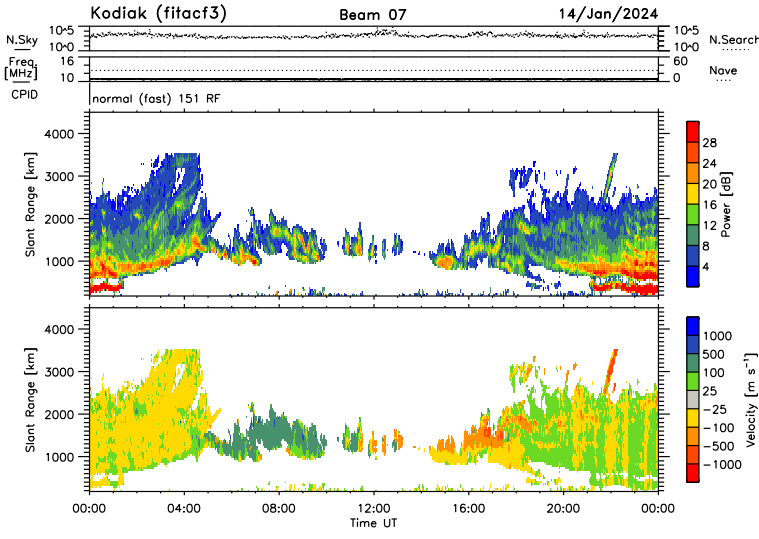 Kodiak (fitacf3) Beam 07 14/Jan/2024
N.Sky 10^5 10^0 10^5 10^0 N.Search
Freq. [MHz] 16 10 60 0 Nave
CPID normal (fast) 151 RF
Slant Range [km] 4000 3000 2000 1000
28 24 20 16 12 8 4 Power [dB]
Slant Range [km] 4000 3000 2000 1000
1000 500 100 25 -25 -100 -500 -1000 Velocity [m s⁻¹]
00:00 04:00 08:00 12:00 16:00 20:00 00:00
Time UT